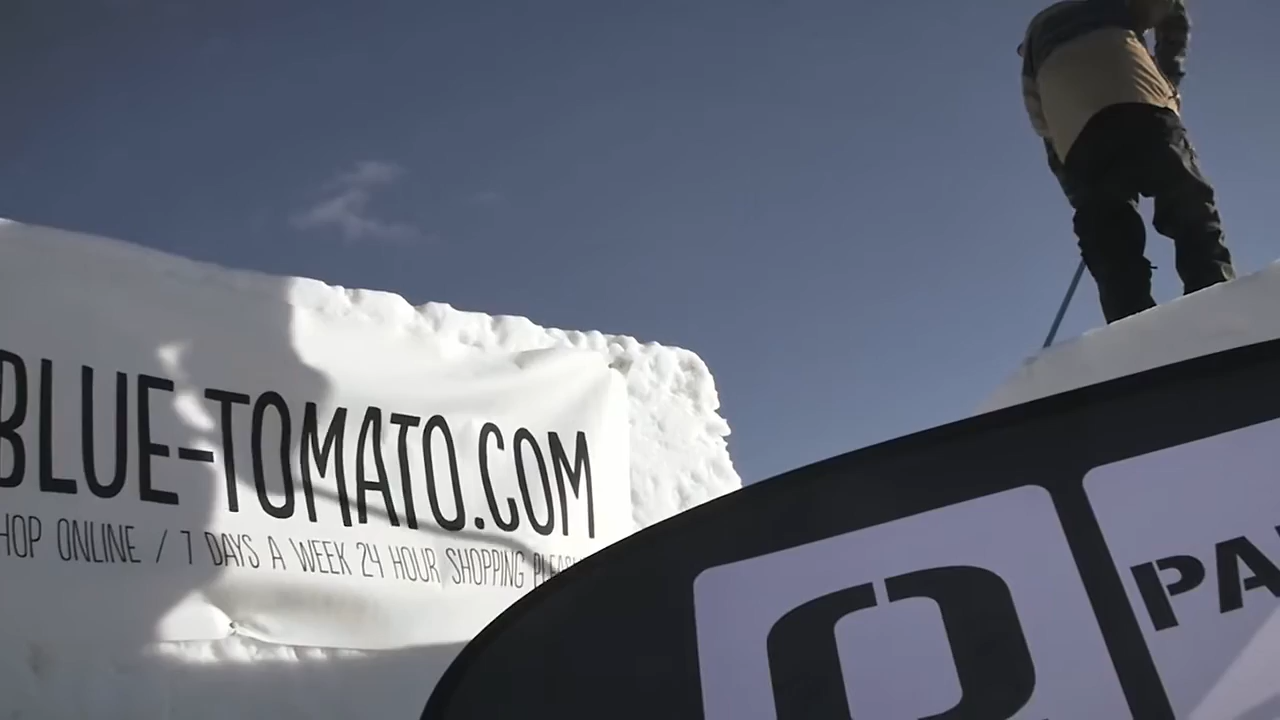 BLUE-TOMATO.COM
HOP ONLINE / 7 DAYS A WEEK 24 HOUR SHOPPING
PA